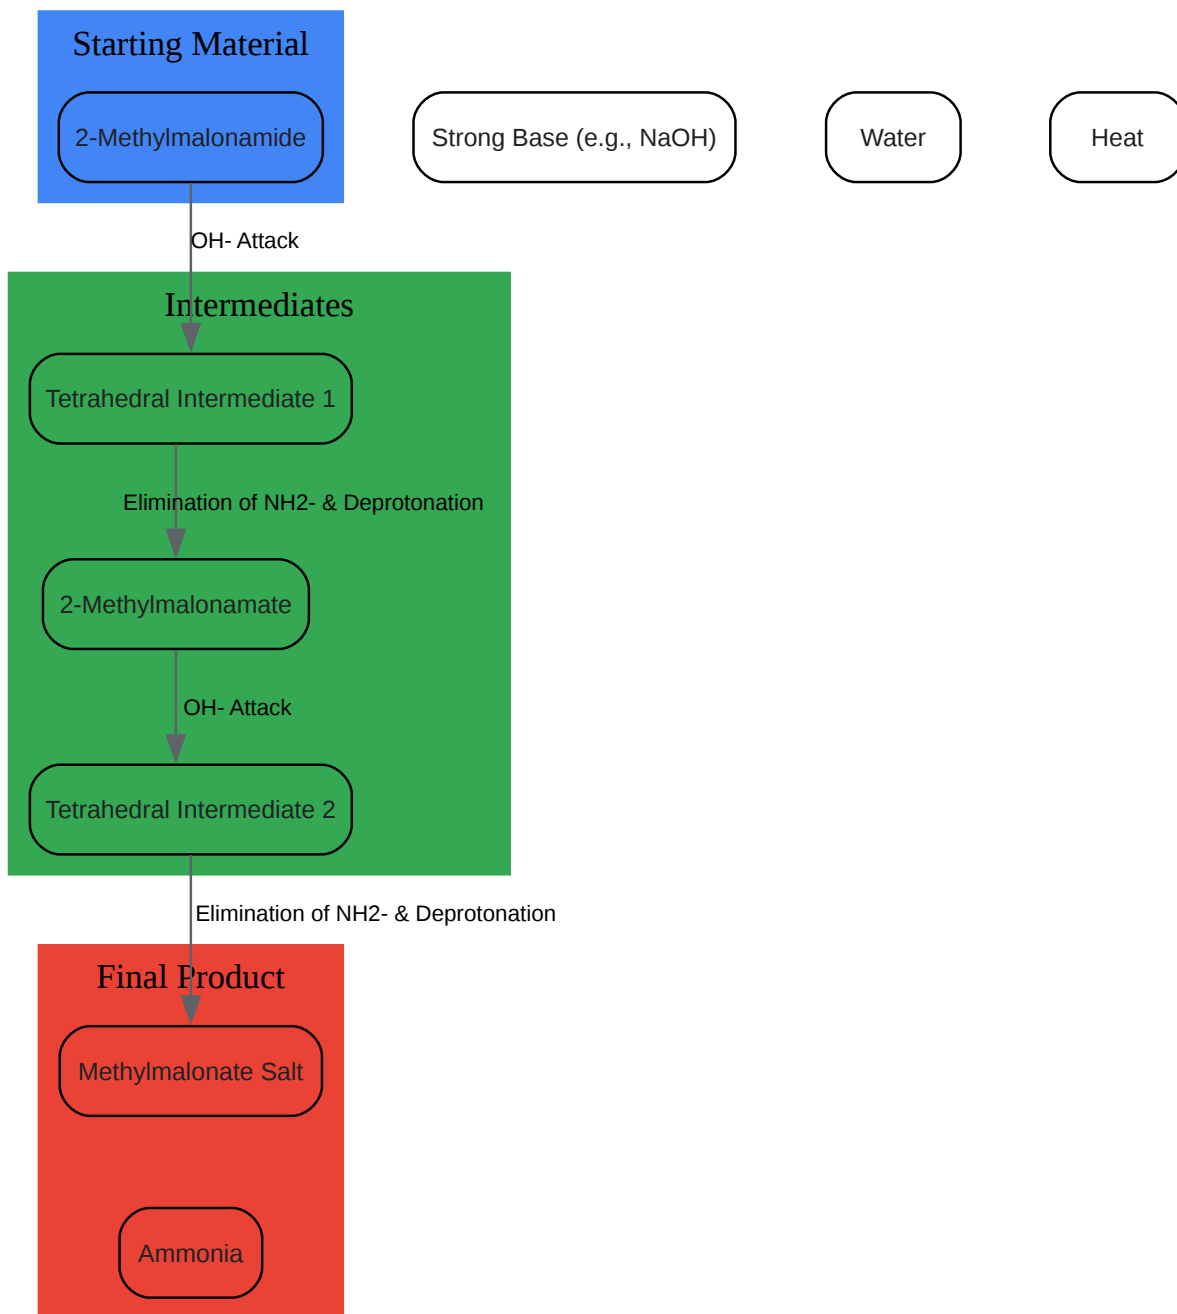 Starting Material
2-Methylmalonamide
Strong Base (e.g., NaOH)
Water
Heat
OH- Attack
Intermediates
Tetrahedral Intermediate 1
Elimination of NH2- & Deprotonation
2-Methylmalonamate
OH- Attack
Tetrahedral Intermediate 2
Elimination of NH2- & Deprotonation
Final Product
Methylmalonate Salt
Ammonia